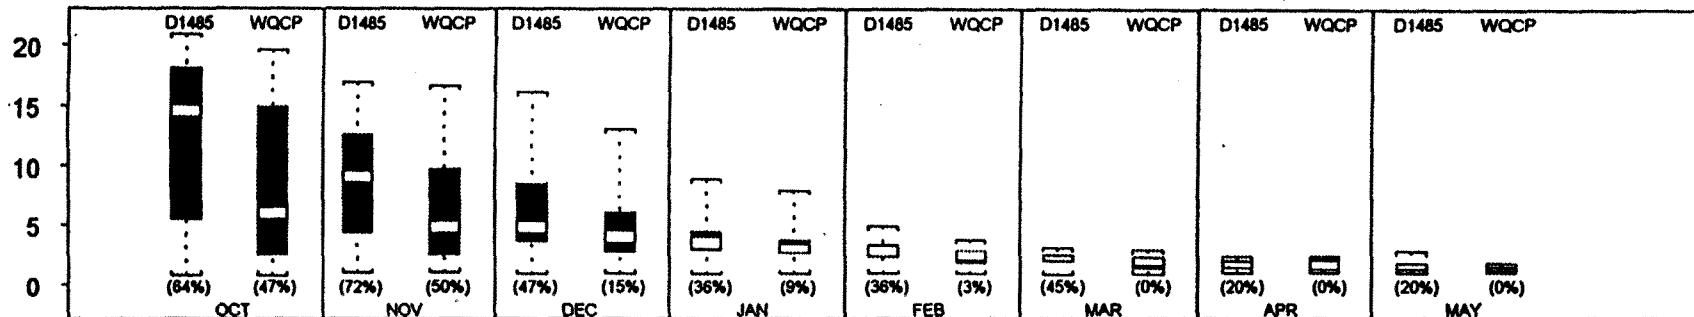 D1485 WQCP D1485 WQCP D1485 WQCP D1485 WQCP D1485 WQCP D1485 WQCP D1485 WQCP D1485 WQCP
20
15
10
5
0
(64%) (47%) (72%) (50%) (47%) (15%) (36%) (9%) (36%) (3%) (45%) (0%) (20%) (0%) (20%) (0%)
OCT NOV DEC JAN FEB MAR APR MAY